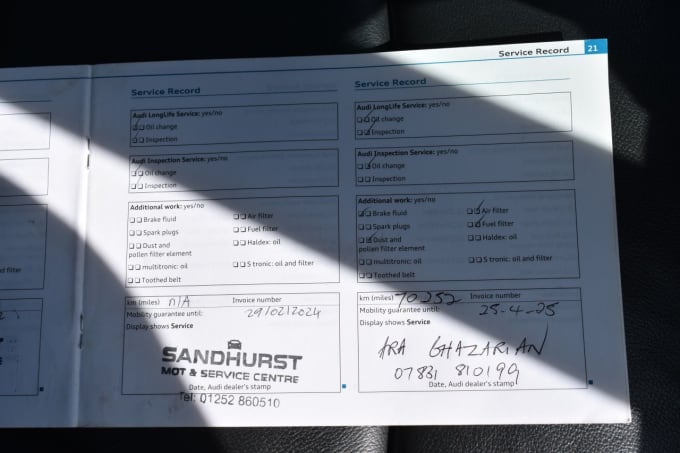 Service Record 21
Service Record
Audi LongLife Service: yes/no
Oil change
Inspection
Audi Inspection Service: yes/no
Oil change
Inspection
Additional work: yes/no
Brake fluid
Air filter
Spark plugs
Fuel filter
Dust and
pollen filter element
Haldex: oil
multitronic: oil
S tronic: oil and filter
Toothed belt
km (miles) n/A Invoice number
Mobility guarantee until: 29/02/2024
Display shows Service
SANDHURST
MOT & SERVICE CENTRE
Date, Audi dealer's stamp
Tel: 01252 860510
Service Record
Audi LongLife Service: yes/no
Oil change
Inspection
Audi Inspection Service: yes/no
Oil change
Inspection
Additional work: yes/no
Brake fluid
Air filter
Spark plugs
Fuel filter
Dust and
pollen filter element
Haldex: oil
multitronic: oil
S tronic: oil and filter
Toothed belt
km (miles) 70252 Invoice number
Mobility guarantee until: 25-4-25
Display shows Service
ARA GHAZARIAN
07831 810199
Date, Audi dealer's stamp
d filter